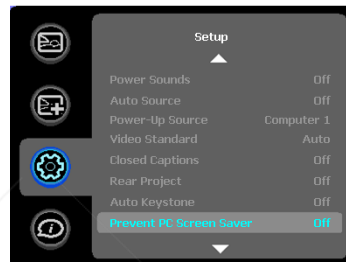 Setup
Power Sounds Off
Auto Source Off
Power-Up Source Computer 1
Video Standard Auto
Closed Captions Off
Rear Project Off
Auto Keystone Off
Prevent PC Screen Saver Off